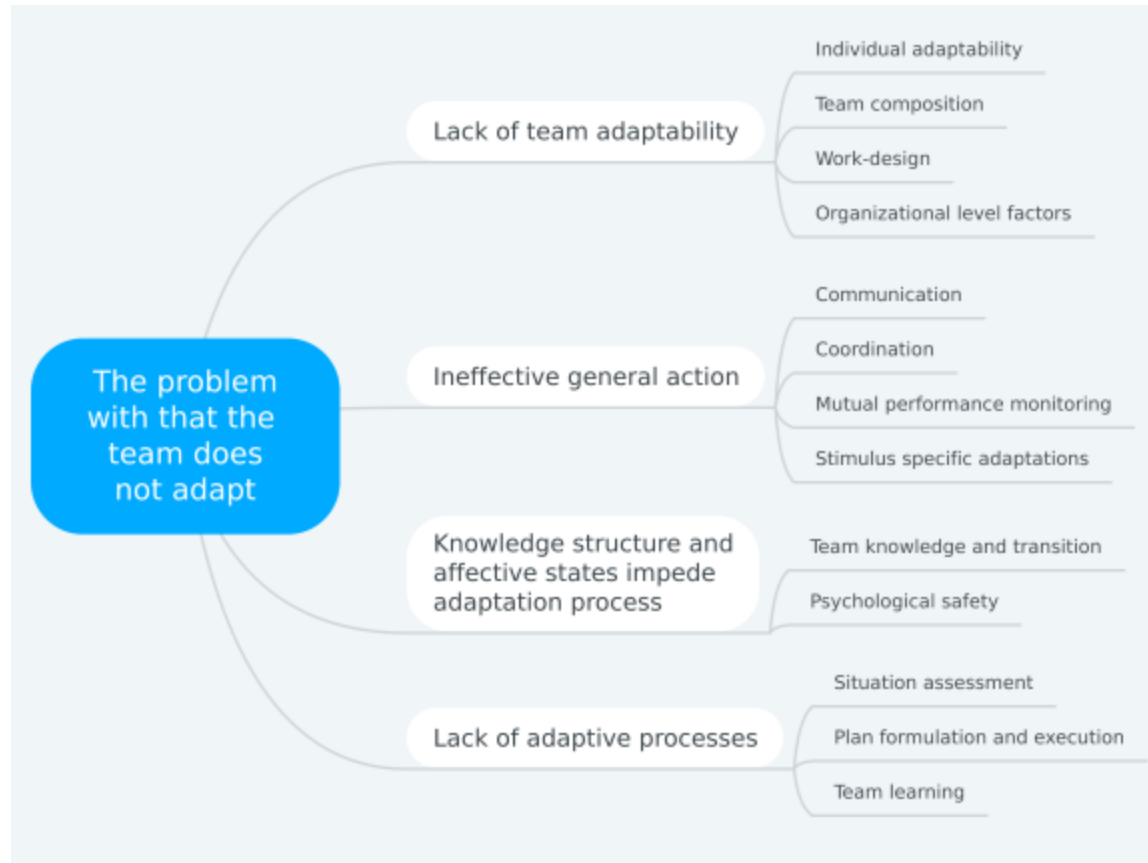 The problem
with that the
team does
not adapt
Lack of team adaptability
Individual adaptability
Team composition
Work-design
Organizational level factors
Ineffective general action
Communication
Coordination
Mutual performance monitoring
Stimulus specific adaptations
Knowledge structure and
affective states impede
adaptation process
Team knowledge and transition
Psychological safety
Lack of adaptive processes
Situation assessment
Plan formulation and execution
Team learning